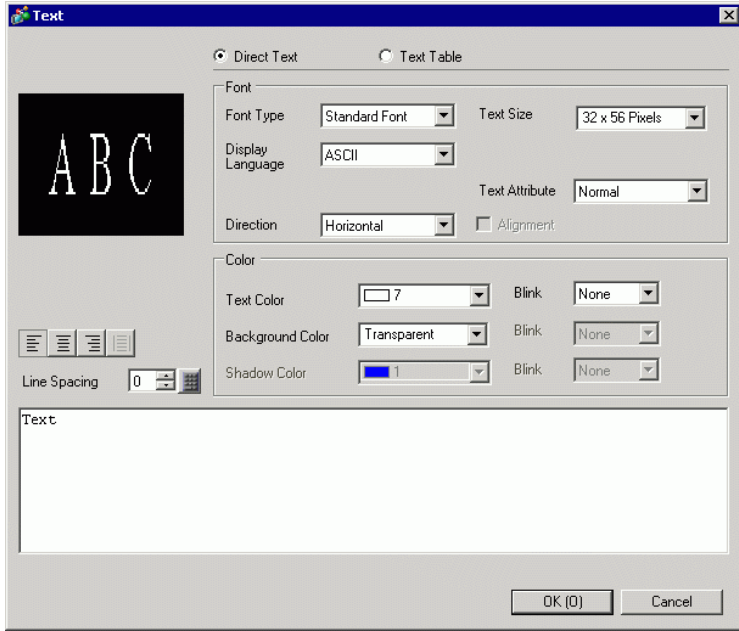 Text
Direct Text Text Table
Font
Font Type Standard Font Text Size 32 x 56 Pixels
Display Language ASCII
Text Attribute Normal
Direction Horizontal Alignment
ABC
Color
Text Color 7 Blink None
Background Color Transparent Blink None
Shadow Color 1 Blink None
Line Spacing 0
Text
OK (O) Cancel